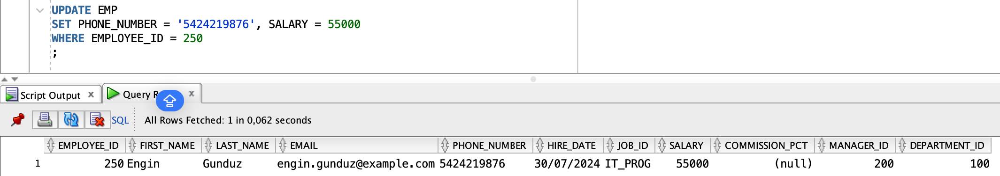 UPDATE EMP
SET PHONE_NUMBER = '5424219876', SALARY = 55000
WHERE EMPLOYEE_ID = 250
;
Script Output x Query x
SQL All Rows Fetched: 1 in 0,062 seconds
EMPLOYEE_ID FIRST_NAME LAST_NAME EMAIL PHONE_NUMBER HIRE_DATE JOB_ID SALARY COMMISSION_PCT MANAGER_ID DEPARTMENT_ID
1 250 Engin Gunduz engin.gunduz@example.com 5424219876 30/07/2024 IT_PROG 55000 (null) 200 100